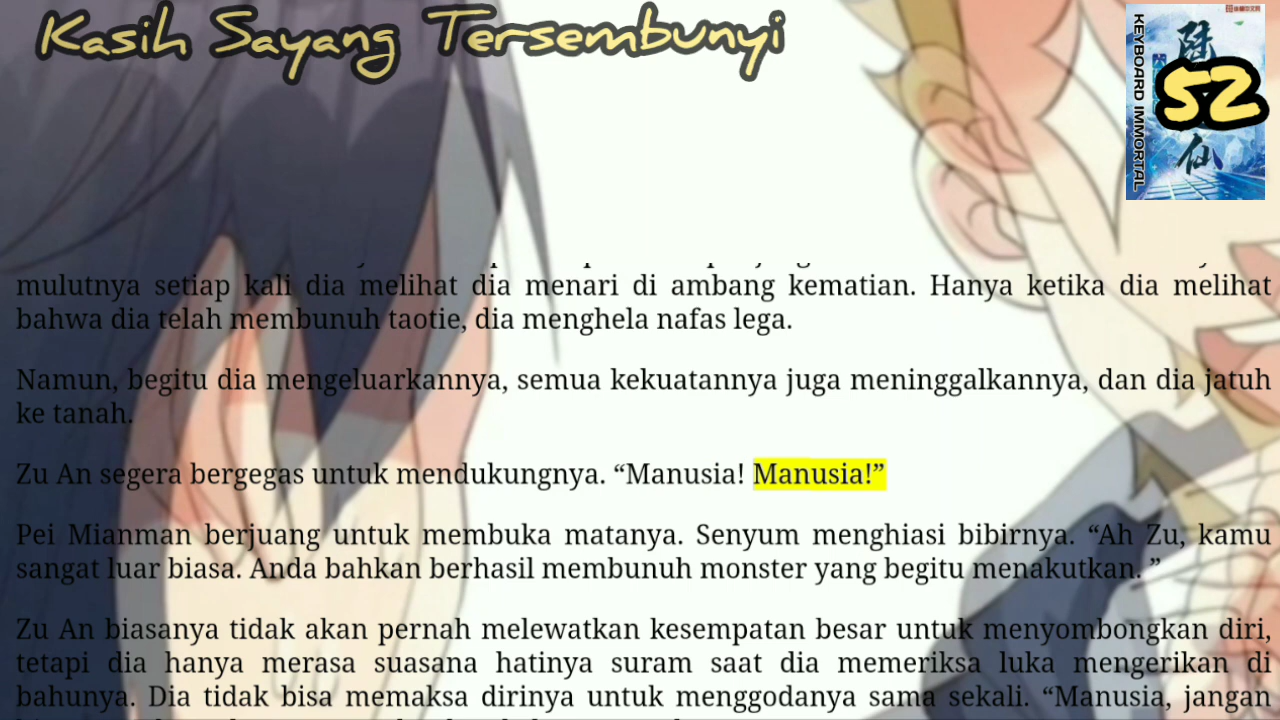 Kasih Sayang Tersembunyi
52
KEYBOARD IMMORTAL
陆
仙
mulutnya setiap kali dia melihat dia menari di ambang kematian. Hanya ketika dia melihat
bahwa dia telah membunuh taotie, dia menghela nafas lega.
Namun, begitu dia mengeluarkannya, semua kekuatannya juga meninggalkannya, dan dia jatuh
ke tanah.
Zu An segera bergegas untuk mendukungnya. “Manusia! Manusia!”
Pei Mianman berjuang untuk membuka matanya. Senyum menghiasi bibirnya. “Ah Zu, kamu
sangat luar biasa. Anda bahkan berhasil membunuh monster yang begitu menakutkan. ”
Zu An biasanya tidak akan pernah melewatkan kesempatan besar untuk menyombongkan diri,
tetapi dia hanya merasa suasana hatinya suram saat dia memeriksa luka mengerikan di
bahunya. Dia tidak bisa memaksa dirinya untuk menggodanya sama sekali. “Manusia, jangan